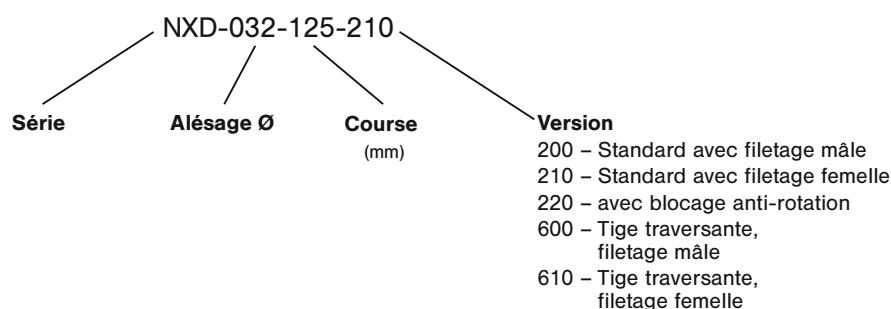 NXD-032-125-210
Série
Alésage Ø
Course
(mm)
Version
200 – Standard avec filetage mâle
210 – Standard avec filetage femelle
220 – avec blocage anti-rotation
600 – Tige traversante,
filetage mâle
610 – Tige traversante,
filetage femelle